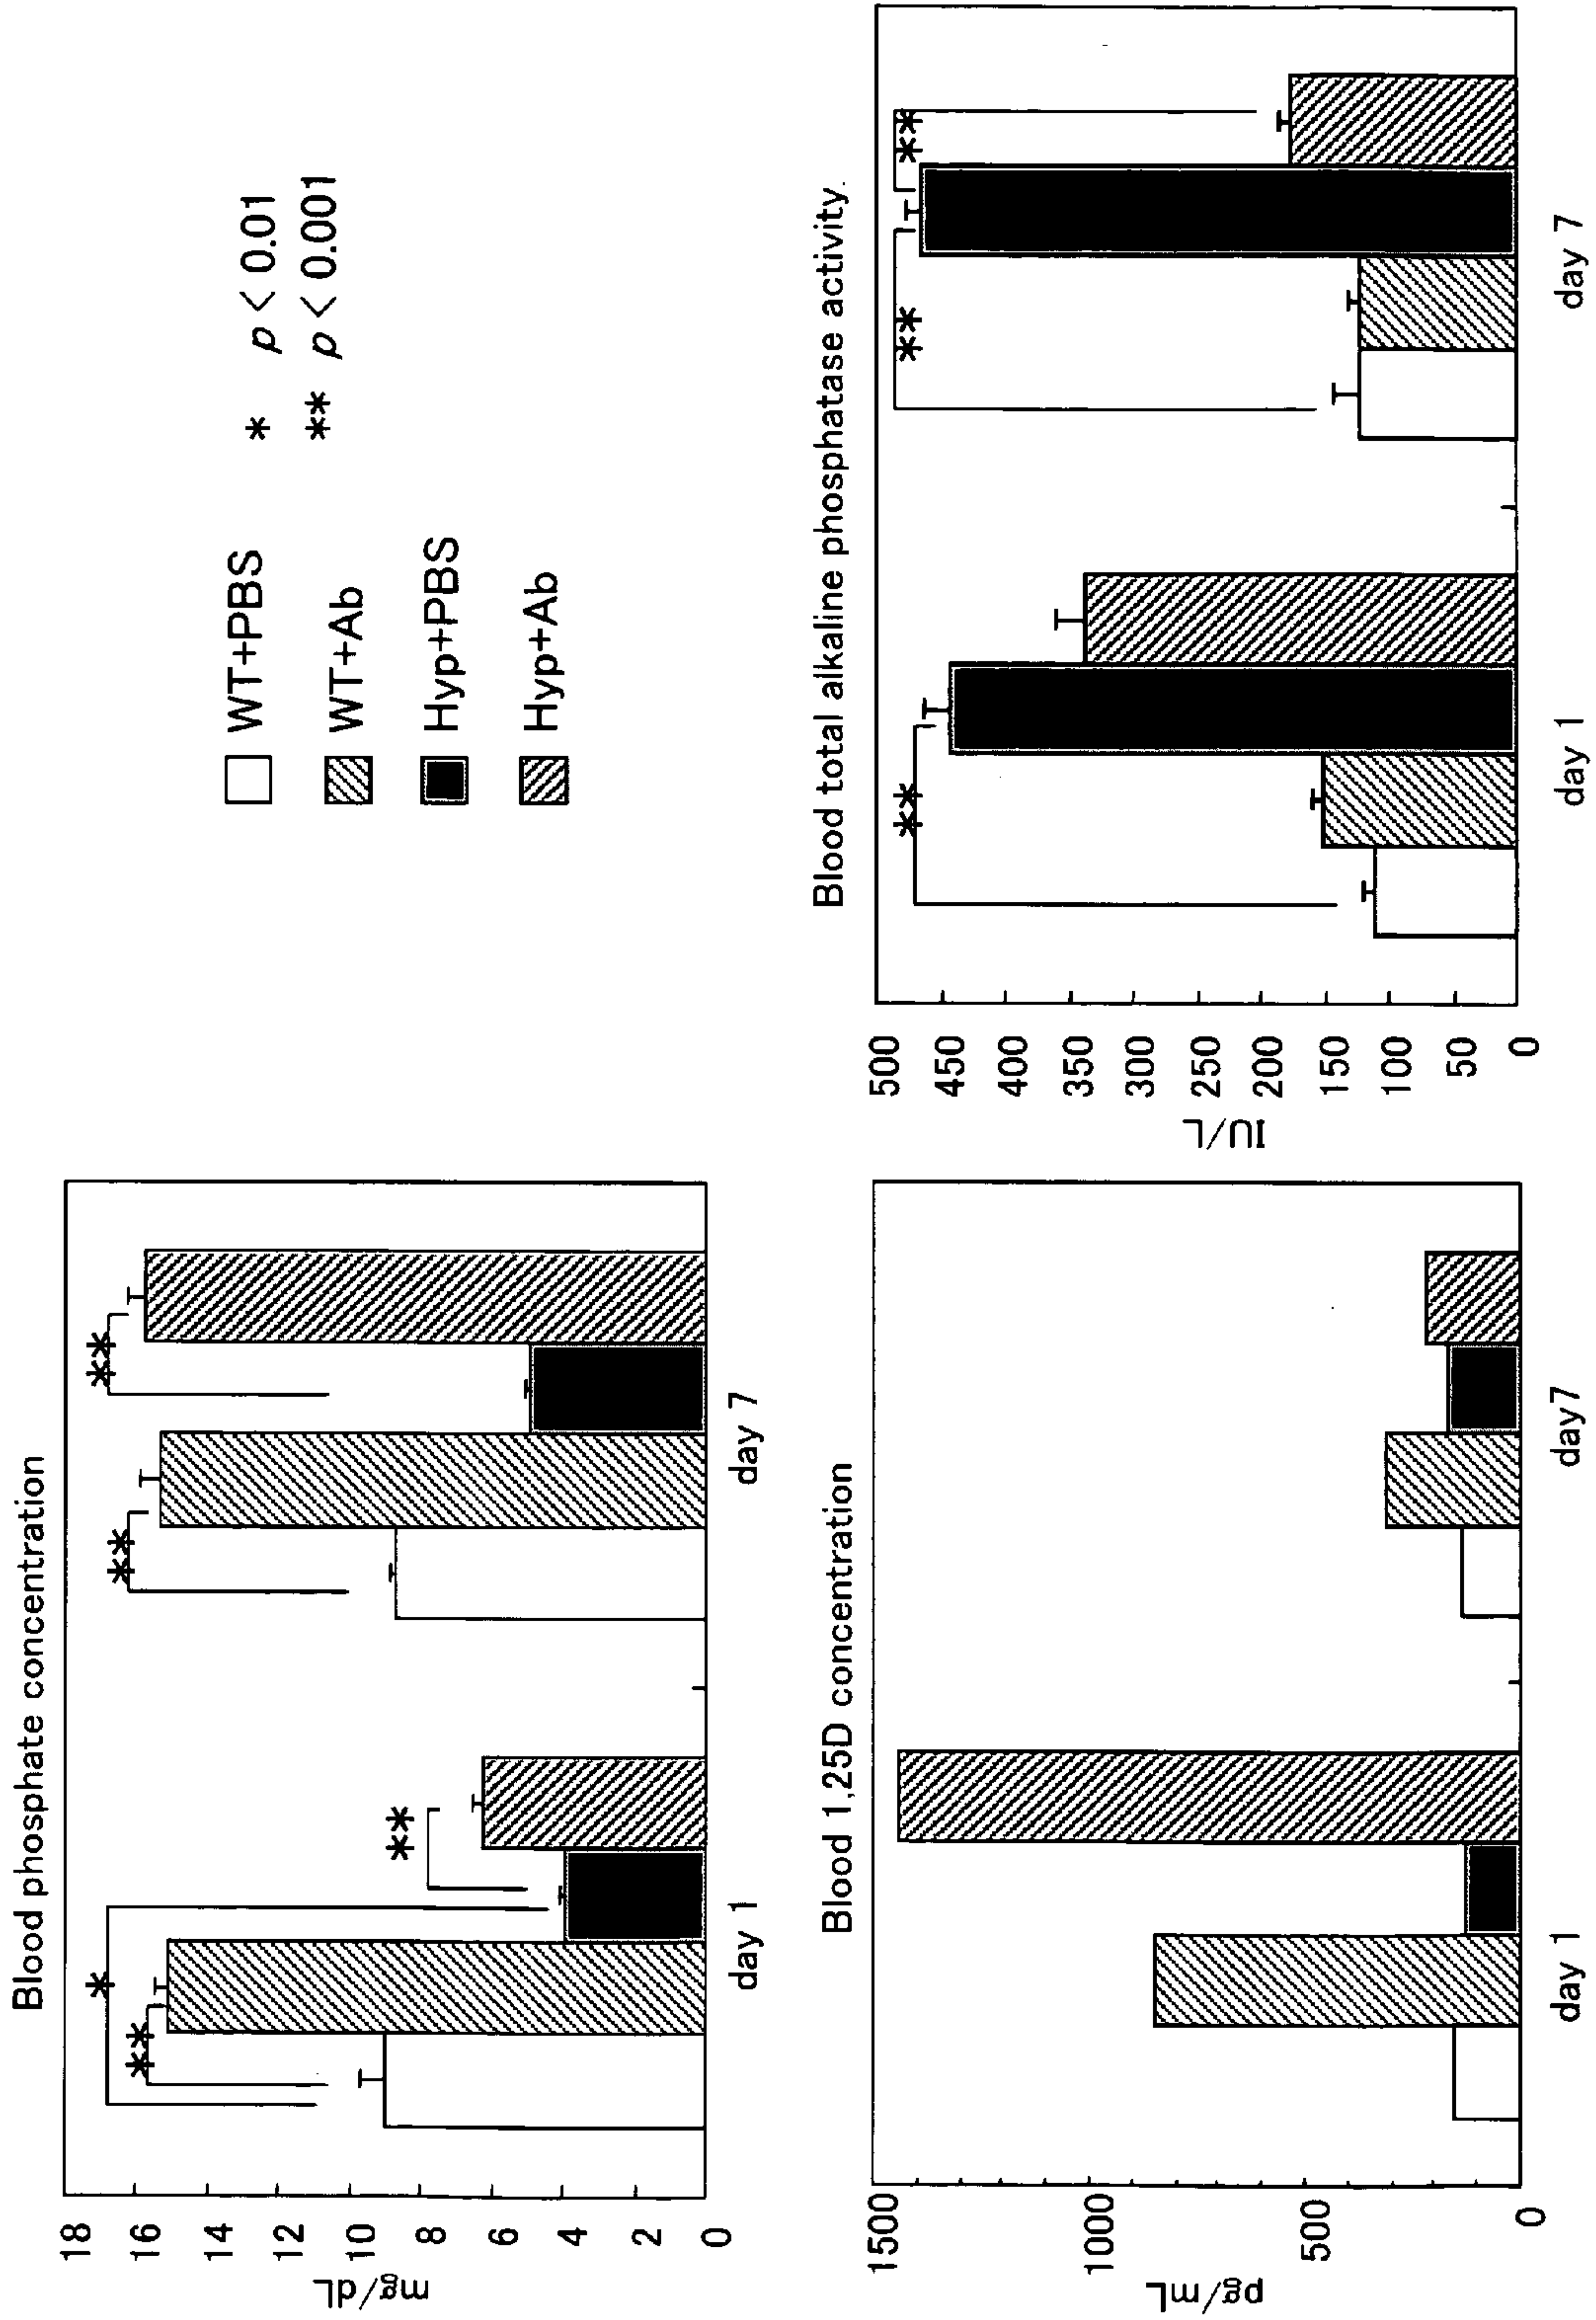 Blood phosphate concentration
mg/dL
18
16
14
12
10
8
6
4
2
0
**
*
**
**
**
day 1
day 7
WT+PBS
WT+Ab
Hyp+PBS
Hyp+Ab
* p < 0.01
** p < 0.001
Blood 1,25D concentration
pg/mL
1500
1000
500
0
day 1
day7
Blood total alkaline phosphatase activity.
IU/L
500
450
400
350
300
250
200
150
100
50
0
**
**
**
day 1
day 7